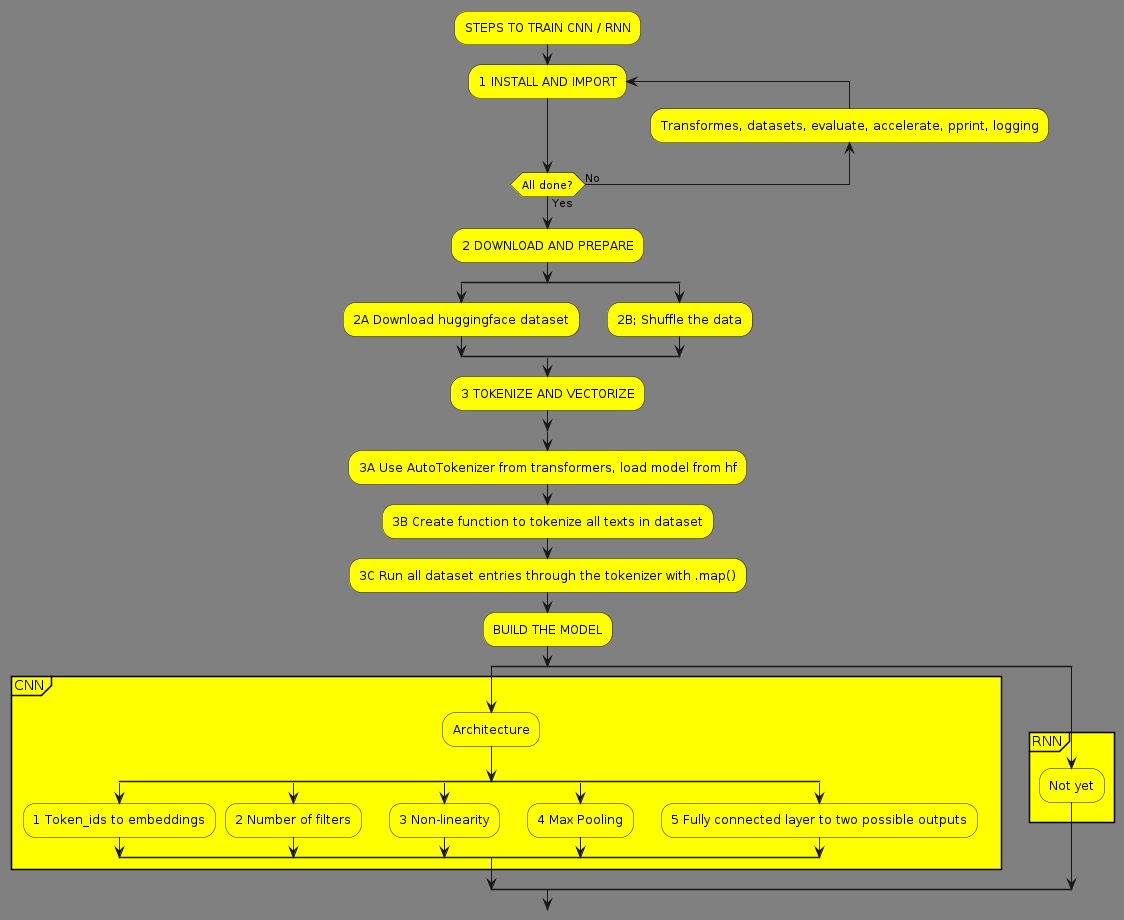 STEPS TO TRAIN CNN / RNN
1 INSTALL AND IMPORT
Transformes, datasets, evaluate, accelerate, pprint, logging
All done?
No
Yes
2 DOWNLOAD AND PREPARE
2A Download huggingface dataset
2B; Shuffle the data
3 TOKENIZE AND VECTORIZE
3A Use AutoTokenizer from transformers, load model from hf
3B Create function to tokenize all texts in dataset
3C Run all dataset entries through the tokenizer with .map()
BUILD THE MODEL
CNN
Architecture
1 Token_ids to embeddings
2 Number of filters
3 Non-linearity
4 Max Pooling
5 Fully connected layer to two possible outputs
RNN
Not yet